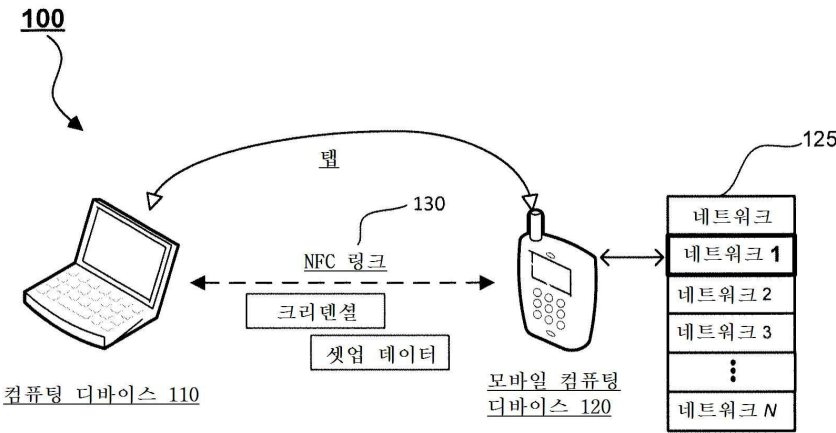 100
탭
125
130
NFC 링크
크리덴셜
셋업 데이터
컴퓨팅 디바이스 110
모바일 컴퓨팅
디바이스 120
네트워크
네트워크 1
네트워크 2
네트워크 3
네트워크 N